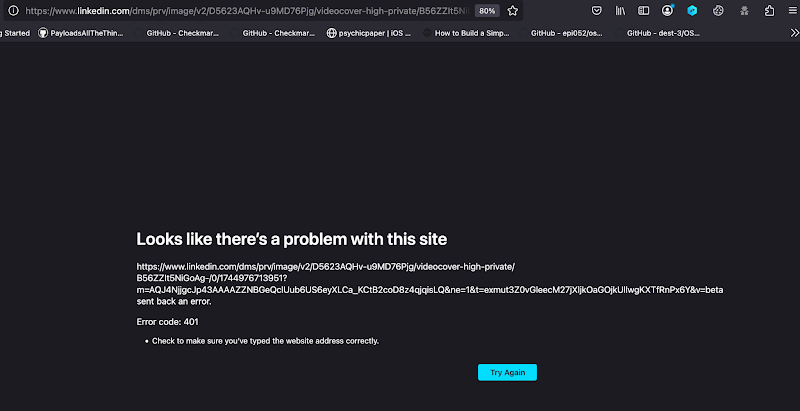 https://www.linkedin.com/dms/prv/image/v2/D5623AQHv-u9MD76Pjg/videocover-high-private/B56ZZIt5Ni 80%
g Started PayloadsAllTheThin... GitHub - Checkmar... GitHub - Checkmar... psychicpaper | iOS ... How to Build a Simp... GitHub - epi052/os... GitHub - dest-3/OS...
Looks like there's a problem with this site
https://www.linkedin.com/dms/prv/image/v2/D5623AQHv-u9MD76Pjg/videocover-high-private/
B56ZZIt5NiGoAg-/0/1744976713951?
m=AQJ4NjjgcJp43AAAAZZNBGeQclUub6US6eyXLCa_KCtB2coD8z4qjqisLQ&ne=1&t=exmut3Z0vGleecM27jXljkOaGOjkUllwgKXTfRnPx6Y&v=beta
sent back an error.
Error code: 401
• Check to make sure you've typed the website address correctly.
Try Again